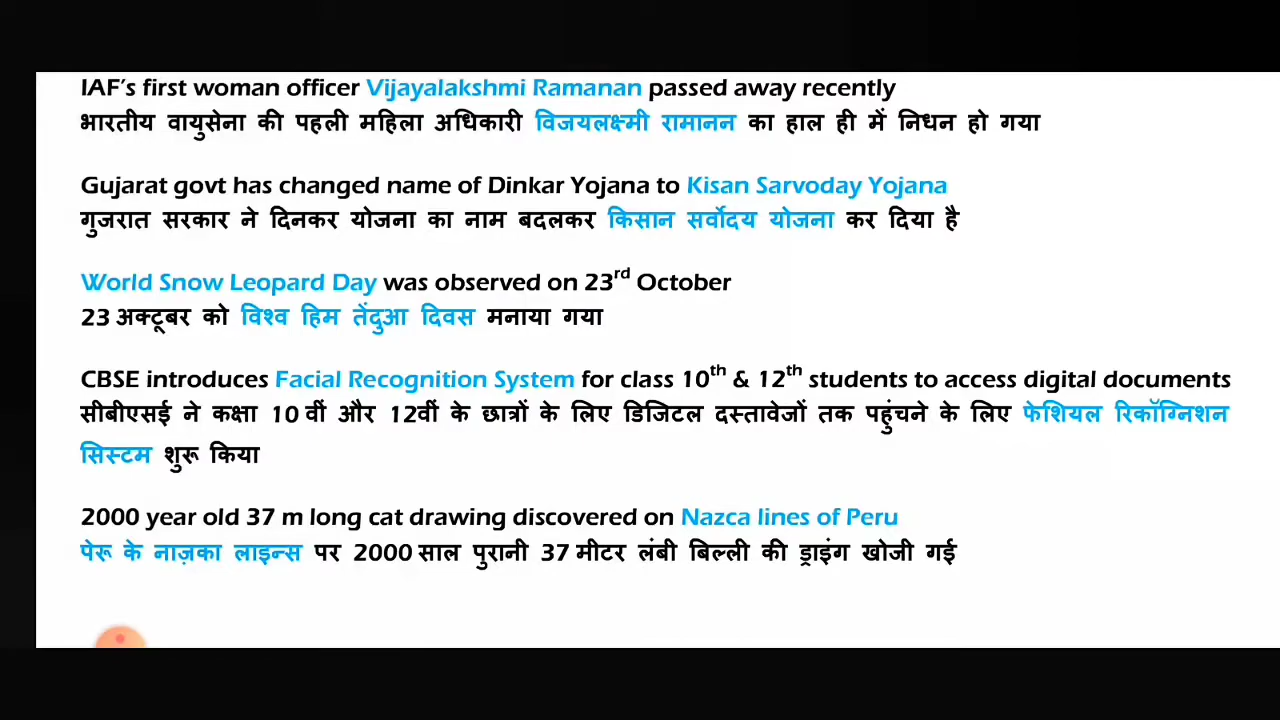 IAF's first woman officer Vijayalakshmi Ramanan passed away recently
भारतीय वायुसेना की पहली महिला अधिकारी विजयलक्ष्मी रामानन का हाल ही में निधन हो गया
Gujarat govt has changed name of Dinkar Yojana to Kisan Sarvoday Yojana
गुजरात सरकार ने दिनकर योजना का नाम बदलकर किसान सर्वोदय योजना कर दिया है
World Snow Leopard Day was observed on 23rd October
23 अक्टूबर को विश्व हिम तेंदुआ दिवस मनाया गया
CBSE introduces Facial Recognition System for class 10th & 12th students to access digital documents
सीबीएसई ने कक्षा 10 वीं और 12वीं के छात्रों के लिए डिजिटल दस्तावेजों तक पहुंचने के लिए फेशियल रिकॉग्निशन
सिस्टम शुरू किया
2000 year old 37 m long cat drawing discovered on Nazca lines of Peru
पेरू के नाज़का लाइन्स पर 2000 साल पुरानी 37 मीटर लंबी बिल्ली की ड्राइंग खोजी गई